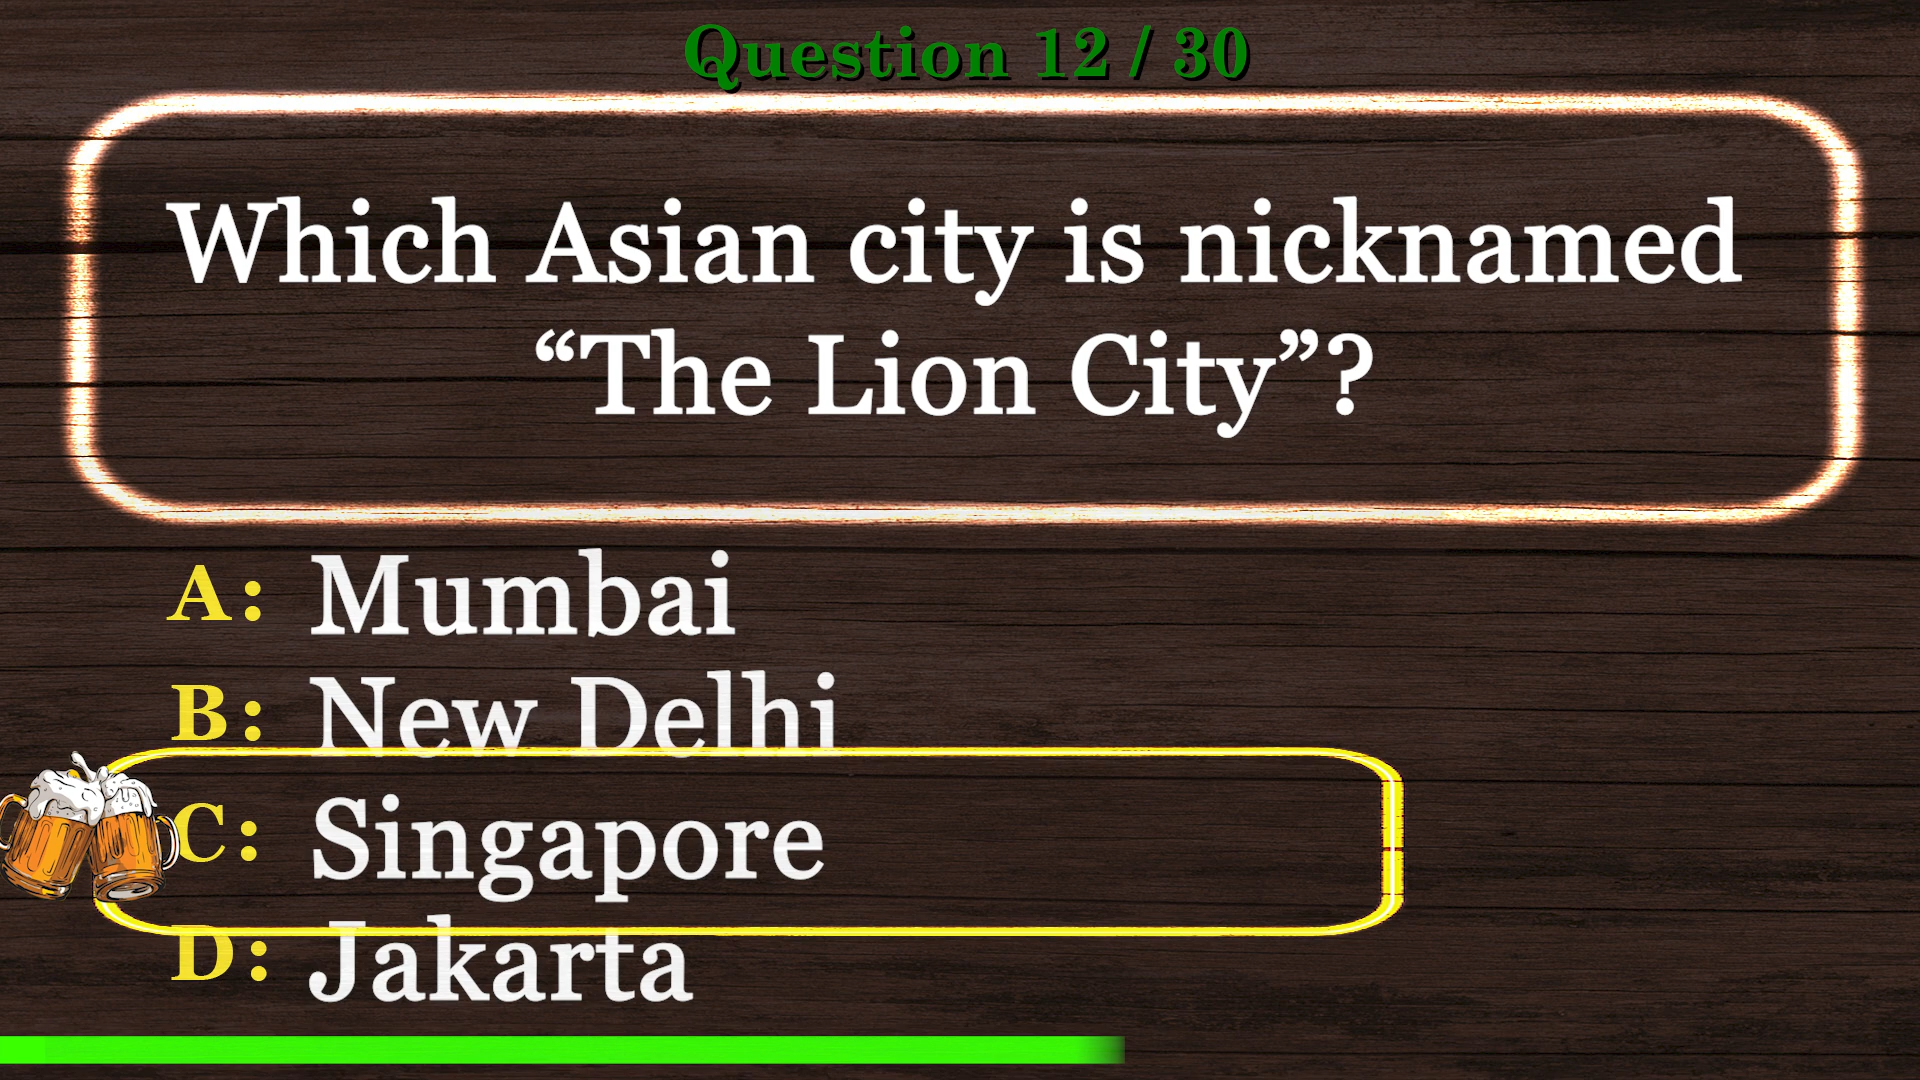 Question 12 / 30
Which Asian city is nicknamed
“The Lion City”?
A: Mumbai
B: New Delhi
C: Singapore
D: Jakarta